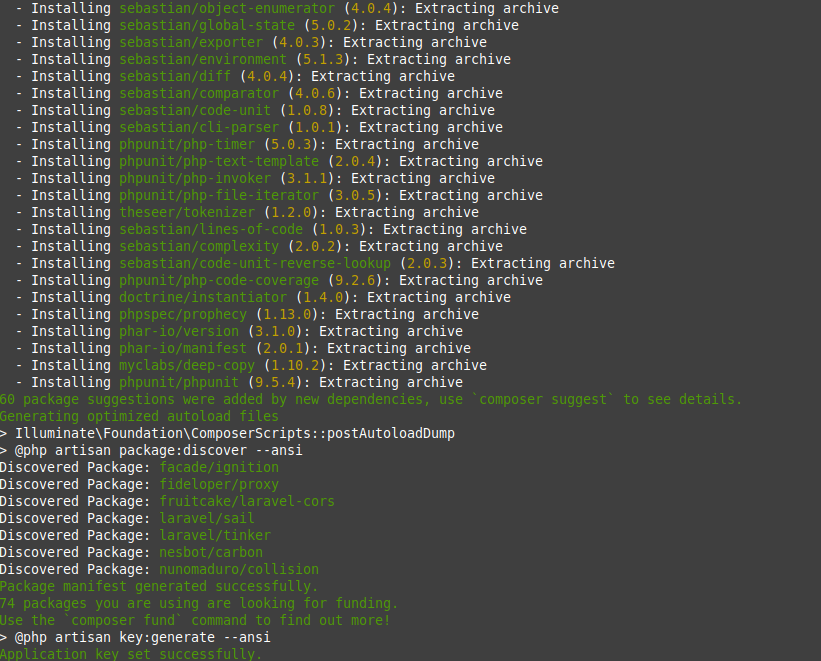 - Installing sebastian/object-enumerator (4.0.4): Extracting archive
- Installing sebastian/global-state (5.0.2): Extracting archive
- Installing sebastian/exporter (4.0.3): Extracting archive
- Installing sebastian/environment (5.1.3): Extracting archive
- Installing sebastian/diff (4.0.4): Extracting archive
- Installing sebastian/comparator (4.0.6): Extracting archive
- Installing sebastian/code-unit (1.0.8): Extracting archive
- Installing sebastian/cli-parser (1.0.1): Extracting archive
- Installing phpunit/php-timer (5.0.3): Extracting archive
- Installing phpunit/php-text-template (2.0.4): Extracting archive
- Installing phpunit/php-invoker (3.1.1): Extracting archive
- Installing phpunit/php-file-iterator (3.0.5): Extracting archive
- Installing theseer/tokenizer (1.2.0): Extracting archive
- Installing sebastian/lines-of-code (1.0.3): Extracting archive
- Installing sebastian/complexity (2.0.2): Extracting archive
- Installing sebastian/code-unit-reverse-lookup (2.0.3): Extracting archive
- Installing phpunit/php-code-coverage (9.2.6): Extracting archive
- Installing doctrine/instantiator (1.4.0): Extracting archive
- Installing phpspec/prophecy (1.13.0): Extracting archive
- Installing phar-io/version (3.1.0): Extracting archive
- Installing phar-io/manifest (2.0.1): Extracting archive
- Installing myclabs/deep-copy (1.10.2): Extracting archive
- Installing phpunit/phpunit (9.5.4): Extracting archive
60 package suggestions were added by new dependencies, use `composer suggest` to see details.
Generating optimized autoload files
> Illuminate\Foundation\ComposerScripts::postAutoloadDump
> @php artisan package:discover --ansi
Discovered Package: facade/ignition
Discovered Package: fideloper/proxy
Discovered Package: fruitcake/laravel-cors
Discovered Package: laravel/sail
Discovered Package: laravel/tinker
Discovered Package: nesbot/carbon
Discovered Package: nunomaduro/collision
Package manifest generated successfully.
74 packages you are using are looking for funding.
Use the `composer fund` command to find out more!
> @php artisan key:generate --ansi
Application key set successfully.